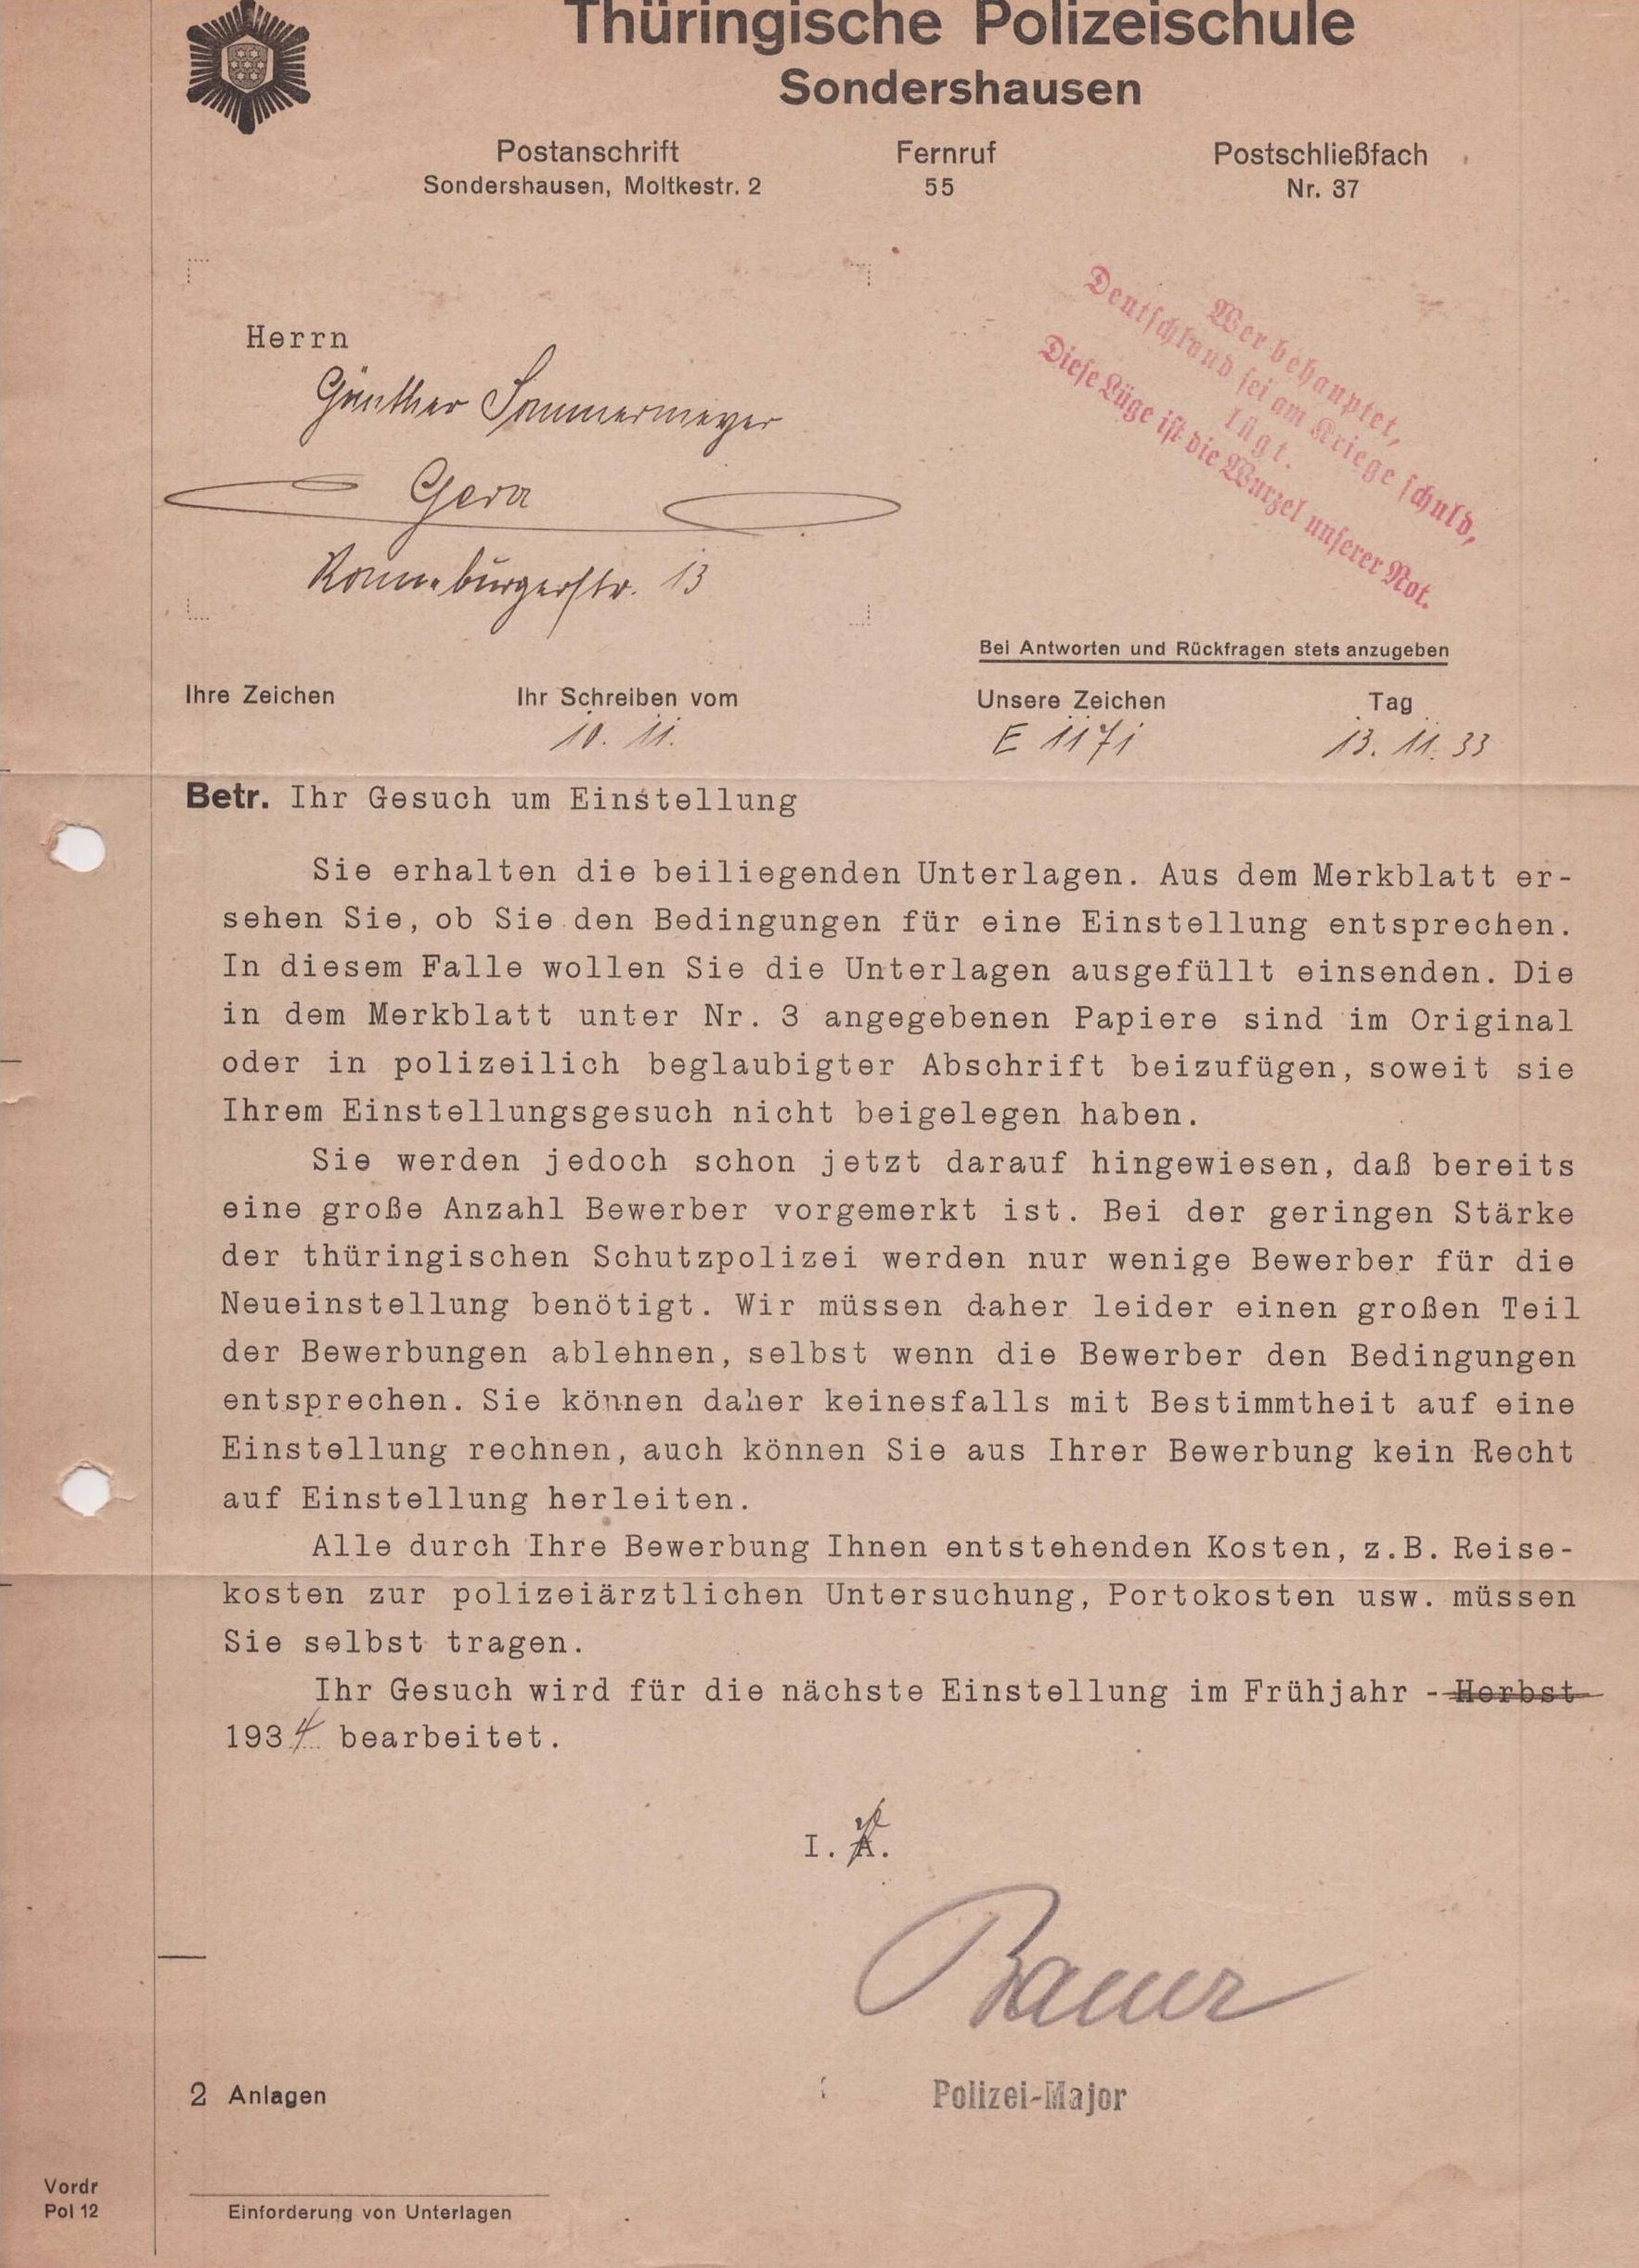 Thüringische Polizeischule
Sondershausen
Postanschrift
Sondershausen, Moltkestr. 2
Fernruf
55
Postschließfach
Nr. 37
Herrn
Günther Sommermeyer
Gera
Ronneburgerstr. 13
Wer behauptet,
Deutschland sei am Kriege schuld,
lügt.
Diese Lüge ist die Wurzel unserer Not.
Bei Antworten und Rückfragen stets anzugeben
Ihre Zeichen
Ihr Schreiben vom
10. 11.
Unsere Zeichen
E 1171
Tag
13. 11. 33
Betr. Ihr Gesuch um Einstellung
Sie erhalten die beiliegenden Unterlagen. Aus dem Merkblatt er-
sehen Sie, ob Sie den Bedingungen für eine Einstellung entsprechen.
In diesem Falle wollen Sie die Unterlagen ausgefüllt einsenden. Die
in dem Merkblatt unter Nr. 3 angegebenen Papiere sind im Original
oder in polizeilich beglaubigter Abschrift beizufügen, soweit sie
Ihrem Einstellungsgesuch nicht beigelegen haben.
Sie werden jedoch schon jetzt darauf hingewiesen, daß bereits
eine große Anzahl Bewerber vorgemerkt ist. Bei der geringen Stärke
der thüringischen Schutzpolizei werden nur wenige Bewerber für die
Neueinstellung benötigt. Wir müssen daher leider einen großen Teil
der Bewerbungen ablehnen, selbst wenn die Bewerber den Bedingungen
entsprechen. Sie können daher keinesfalls mit Bestimmtheit auf eine
Einstellung rechnen, auch können Sie aus Ihrer Bewerbung kein Recht
auf Einstellung herleiten.
Alle durch Ihre Bewerbung Ihnen entstehenden Kosten, z.B. Reise-
kosten zur polizeiärztlichen Untersuchung, Portokosten usw. müssen
Sie selbst tragen.
Ihr Gesuch wird für die nächste Einstellung im Frühjahr - Herbst
1934 bearbeitet.
I. A.
Bauer
2 Anlagen
Polizei-Major
Vordr
Pol 12
Einforderung von Unterlagen